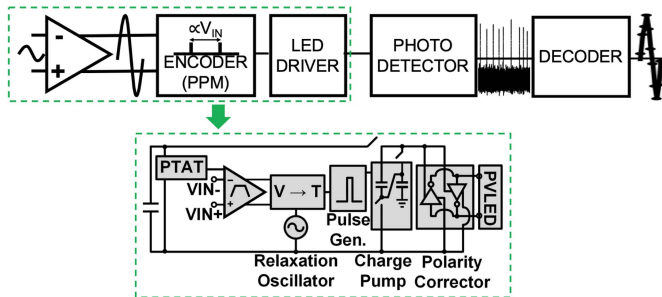 ∝V_IN
ENCODER
(PPM)
LED
DRIVER
PHOTO
DETECTOR
DECODER
PTAT
VIN-
VIN+
V → T
Pulse
Gen.
Relaxation
Oscillator
Charge
Pump
Polarity
Corrector
PVLED